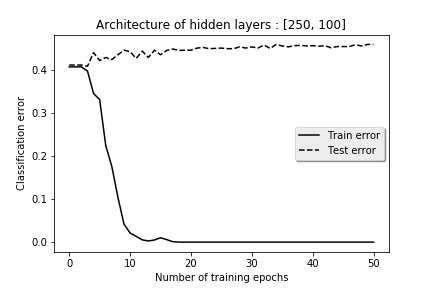 Architecture of hidden layers : [250, 100]
Classification error
0.4
0.3
0.2
0.1
0.0
Train error
Test error
0 10 20 30 40 50
Number of training epochs